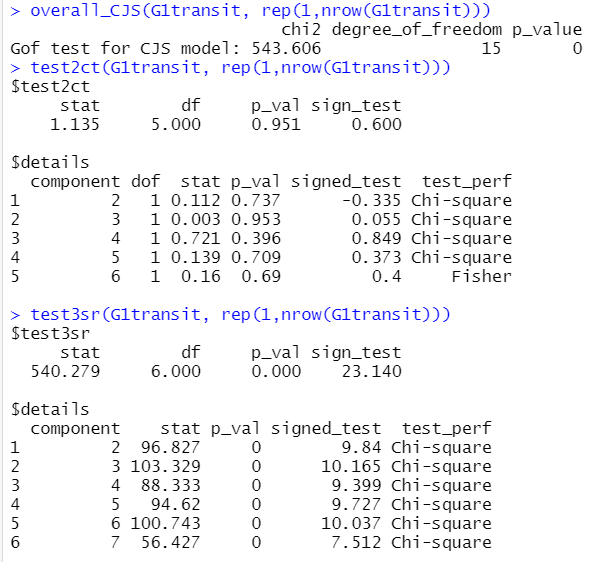 > overall_CJS(G1transit, rep(1,nrow(G1transit)))
                           chi2 degree_of_freedom p_value
Gof test for CJS model: 543.606                15       0
> test2ct(G1transit, rep(1,nrow(G1transit)))
$test2ct
     stat        df     p_val sign_test
    1.135     5.000     0.951     0.600

$details
  component dof  stat p_val signed_test  test_perf
1         2   1 0.112 0.737      -0.335 Chi-square
2         3   1 0.003 0.953       0.055 Chi-square
3         4   1 0.721 0.396       0.849 Chi-square
4         5   1 0.139 0.709       0.373 Chi-square
5         6   1  0.16  0.69         0.4     Fisher

> test3sr(G1transit, rep(1,nrow(G1transit)))
$test3sr
     stat        df     p_val sign_test
  540.279     6.000     0.000    23.140

$details
  component    stat p_val signed_test  test_perf
1         2  96.827     0        9.84 Chi-square
2         3 103.329     0      10.165 Chi-square
3         4  88.333     0       9.399 Chi-square
4         5   94.62     0       9.727 Chi-square
5         6 100.743     0      10.037 Chi-square
6         7  56.427     0       7.512 Chi-square